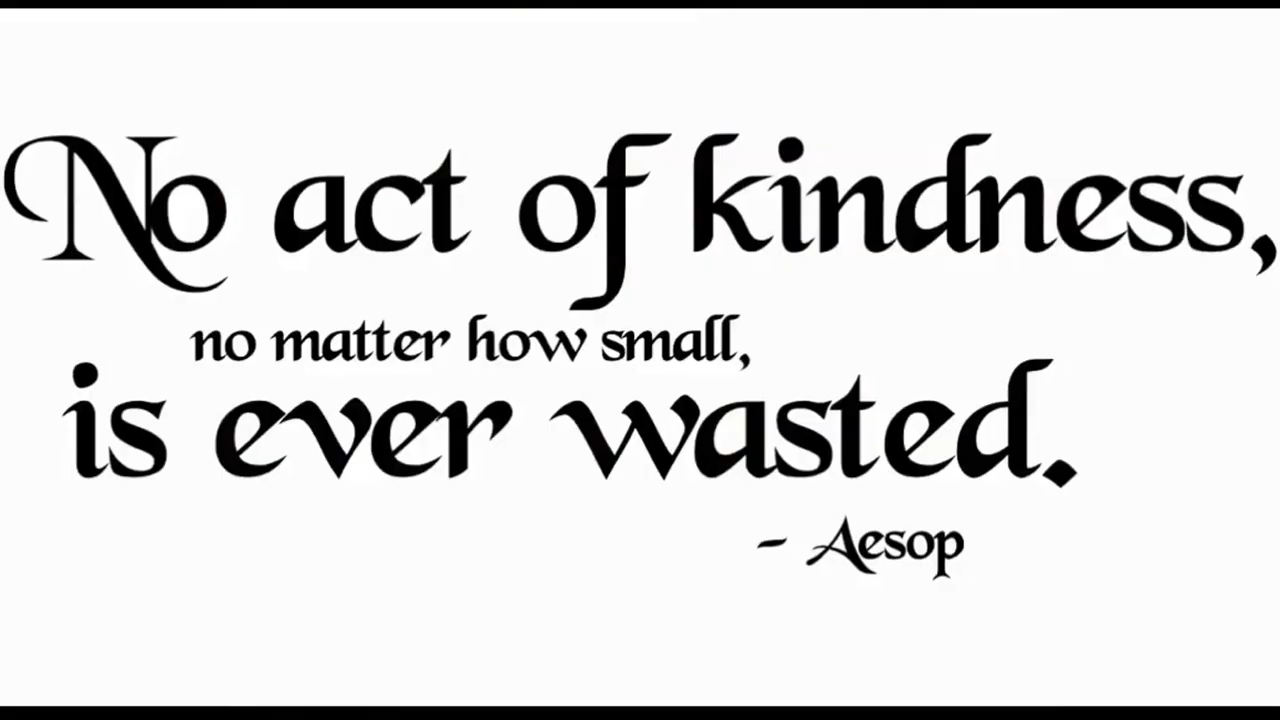 No act of kindness,
no matter how small,
is ever wasted.
- Aesop